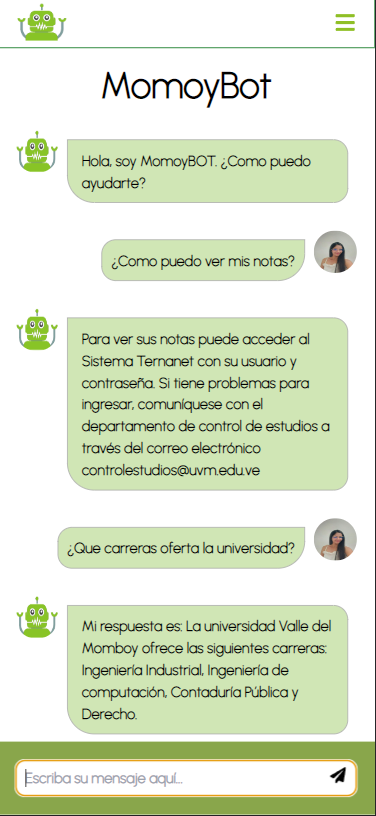 MomoyBot
Hola, soy MomoyBOT. ¿Como puedo
ayudarte?
¿Como puedo ver mis notas?
Para ver sus notas puede acceder al
Sistema Ternanet con su usuario y
contraseña. Si tiene problemas para
ingresar, comuníquese con el
departamento de control de estudios a
través del correo electrónico
controlestudios@uvm.edu.ve
¿Que carreras oferta la universidad?
Mi respuesta es: La universidad Valle del
Momboy ofrece las siguientes carreras:
Ingeniería Industrial, Ingeniería de
computación, Contaduría Pública y
Derecho.
Escriba su mensaje aquí...